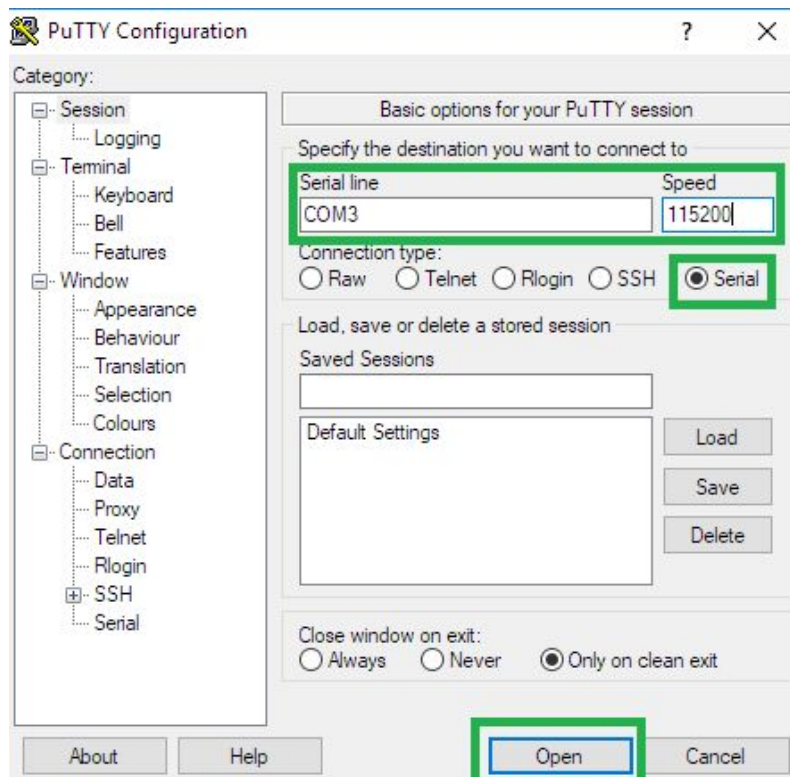 PuTTY Configuration
?
Category:
Session
Logging
Terminal
Keyboard
Bell
Features
Window
Appearance
Behaviour
Translation
Selection
Colours
Connection
Data
Proxy
Telnet
Rlogin
SSH
Serial
Basic options for your PuTTY session
Specify the destination you want to connect to
Serial line Speed
COM3 115200
Connection type:
Raw Telnet Rlogin SSH Serial
Load, save or delete a stored session
Saved Sessions
Default Settings
Load
Save
Delete
Close window on exit:
Always Never Only on clean exit
About Help Open Cancel